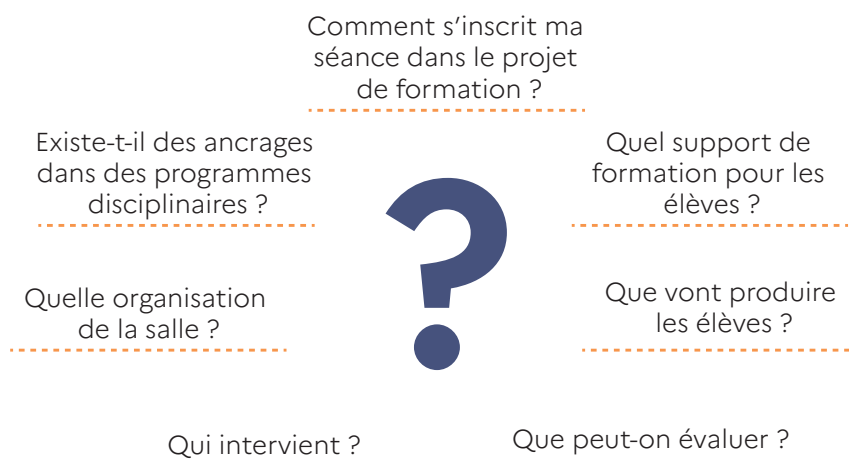 Comment s’inscrit ma
séance dans le projet
de formation ?
Existe-t-il des ancrages
dans des programmes
disciplinaires ?
Quel support de
formation pour les
élèves ?
?
Quelle organisation
de la salle ?
Que vont produire
les élèves ?
Qui intervient ?
Que peut-on évaluer ?